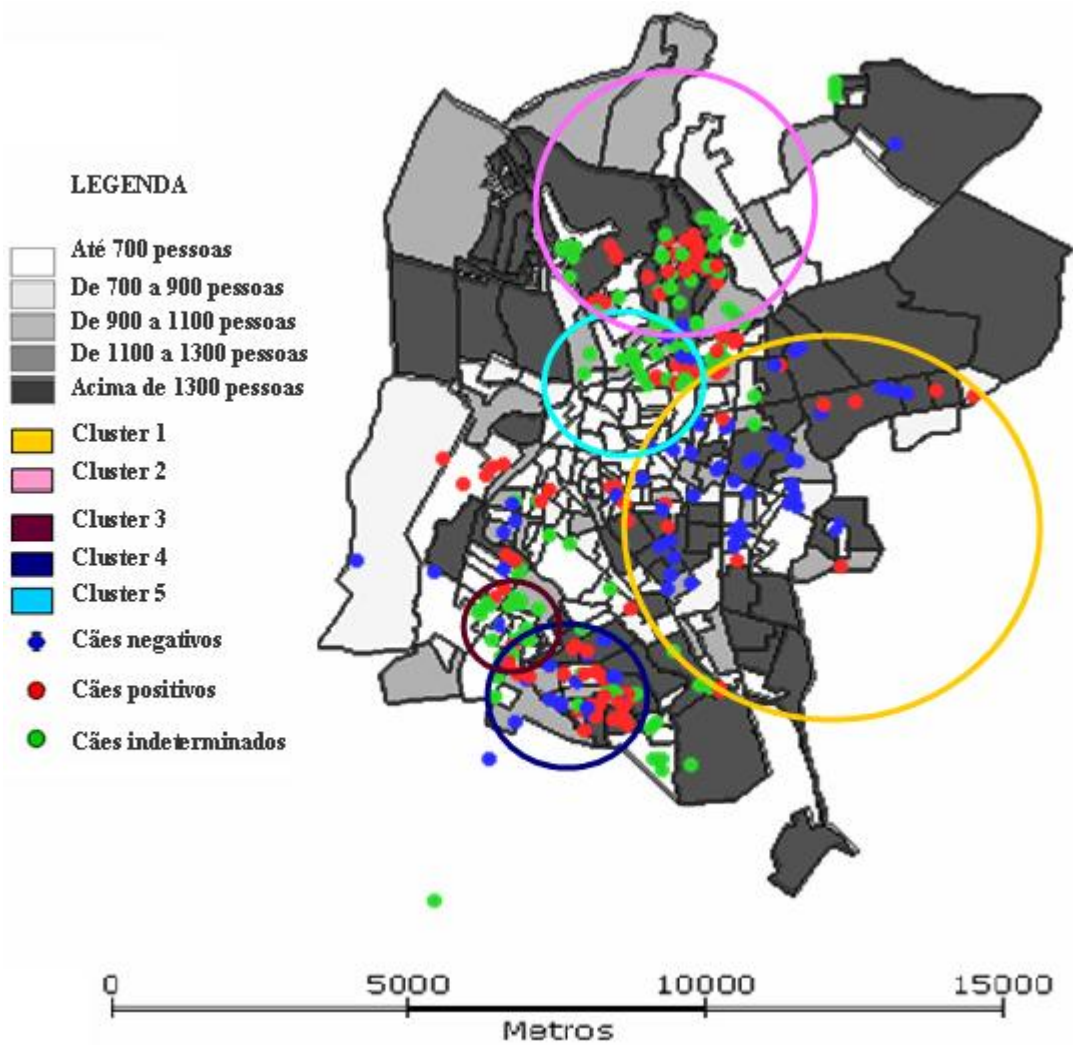 LEGENDA
Até 700 pessoas
De 700 a 900 pessoas
De 900 a 1100 pessoas
De 1100 a 1300 pessoas
Acima de 1300 pessoas
Cluster 1
Cluster 2
Cluster 3
Cluster 4
Cluster 5
Cães negativos
Cães positivos
Cães indeterminados
0 5000 10000 15000
Metros